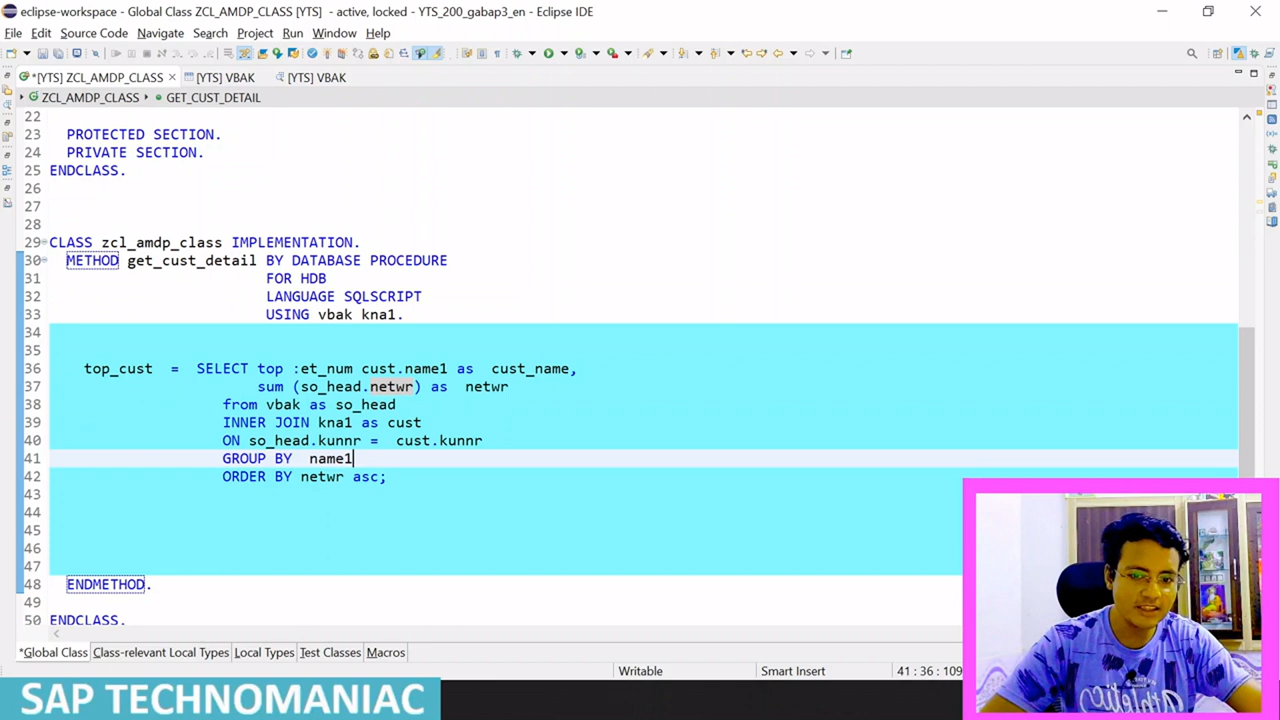 eclipse-workspace - Global Class ZCL_AMDP_CLASS [YTS] - active, locked - YTS_200_gabap3_en - Eclipse IDE
File Edit Source Code Navigate Search Project Run Window Help
*[YTS] ZCL_AMDP_CLASS [YTS] VBAK [YTS] VBAK
ZCL_AMDP_CLASS GET_CUST_DETAIL
22
23 PROTECTED SECTION.
24 PRIVATE SECTION.
25 ENDCLASS.
26
27
28
29 CLASS zcl_amdp_class IMPLEMENTATION.
30 METHOD get_cust_detail BY DATABASE PROCEDURE
31 FOR HDB
32 LANGUAGE SQLSCRIPT
33 USING vbak kna1.
34
35
36 top_cust = SELECT top :et_num cust.name1 as cust_name,
37 sum (so_head.netwr) as netwr
38 from vbak as so_head
39 INNER JOIN kna1 as cust
40 ON so_head.kunnr = cust.kunnr
41 GROUP BY name1
42 ORDER BY netwr asc;
43
44
45
46
47
48 ENDMETHOD.
49
50 ENDCLASS.
*Global Class Class-relevant Local Types Local Types Test Classes Macros
Writable Smart Insert 41 : 36 : 109
SAP TECHNOMANIAC